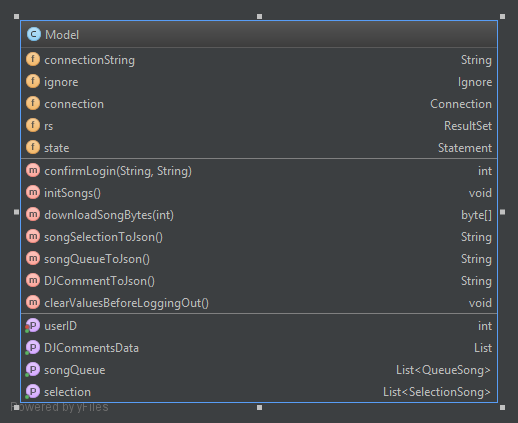 C Model
f connectionString String
f ignore Ignore
f connection Connection
f rs ResultSet
f state Statement
m confirmLogin(String, String) int
m initSongs() void
m downloadSongBytes(int) byte[]
m songSelectionToJson() String
m songQueueToJson() String
m DJCommentToJson() String
m clearValuesBeforeLoggingOut() void
P userID int
P DJCommentsData List
P songQueue List<QueueSong>
P selection List<SelectionSong>
Powered by yFiles